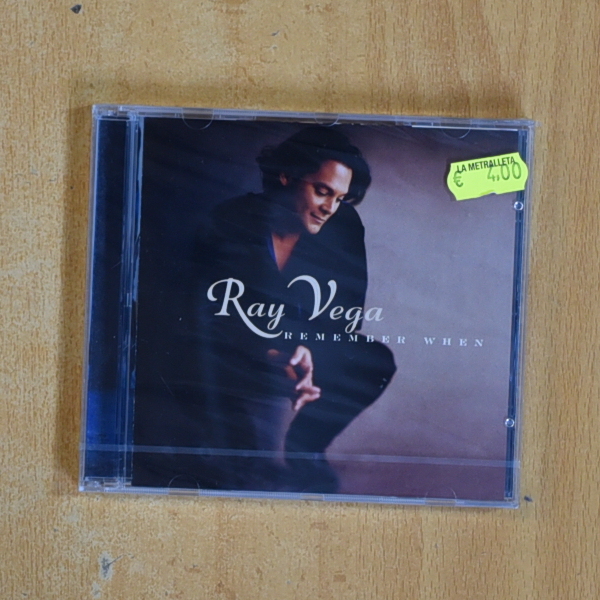 LA METRALLETA
€ 4.00
Ray Vega
REMEMBER WHEN